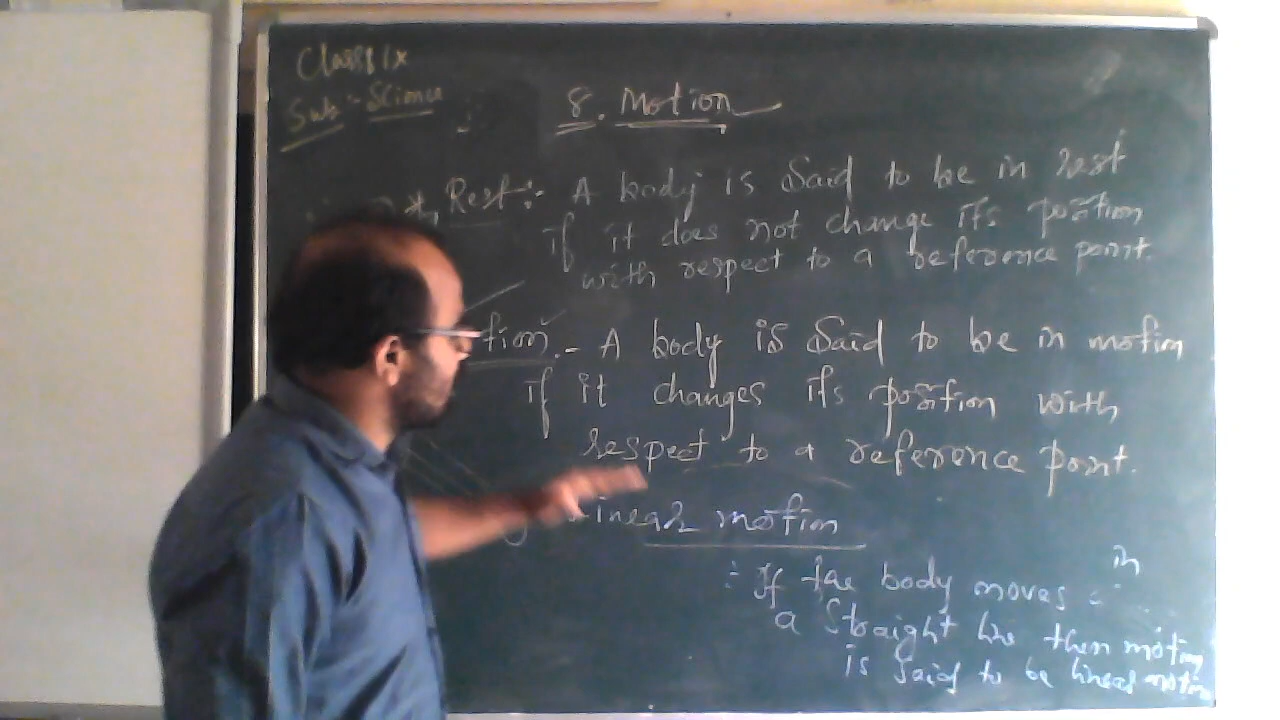 Class IX
Sub:- Science
8. Motion
* Rest:- A body is Said to be in rest
if it does not change its position
with respect to a reference point.
tion.- A body is Said to be in motion
if it changes its position with
respect to a reference point.
linear motion
:- If the body moves in
a Straight line then motion
is said to be linear motion